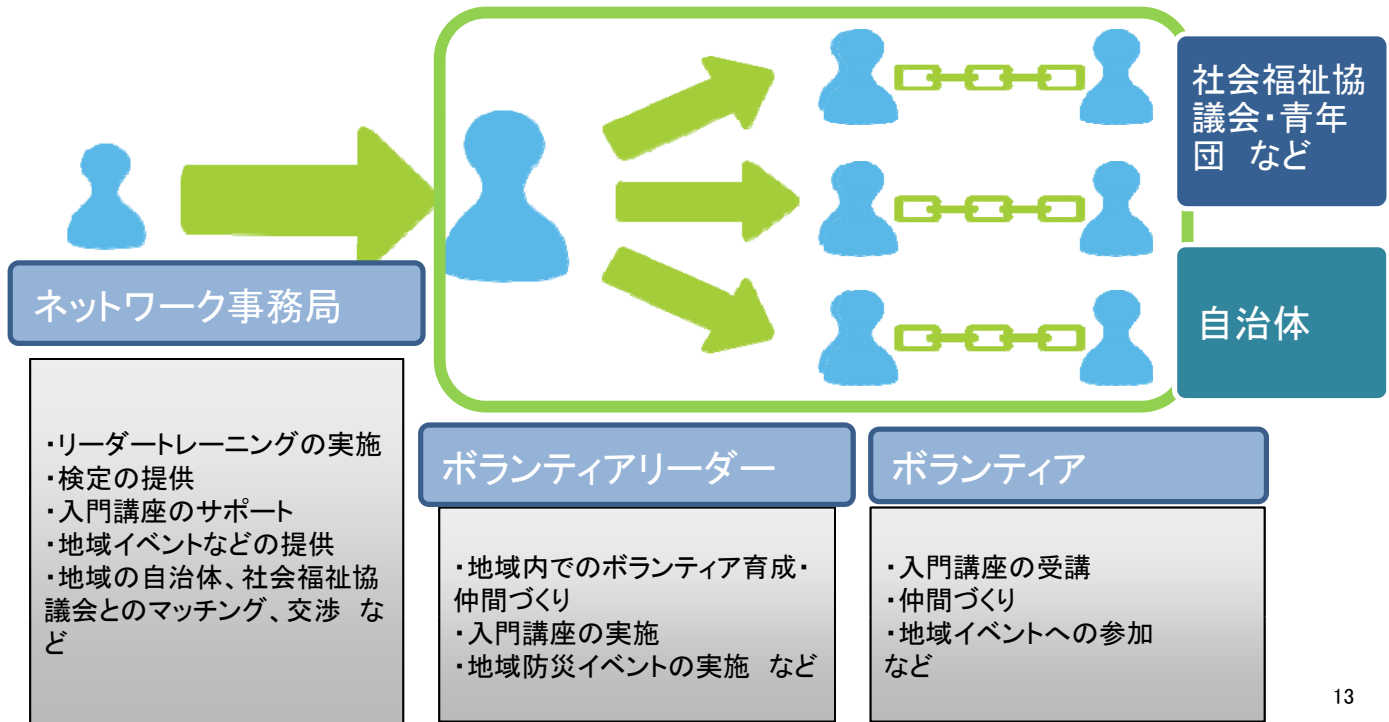 社会福祉協
議会・青年
団　など
自治体
ネットワーク事務局
・リーダートレーニングの実施
・検定の提供
・入門講座のサポート
・地域イベントなどの提供
・地域の自治体、社会福祉協
議会とのマッチング、交渉　な
ど
ボランティアリーダー
・地域内でのボランティア育成・
仲間づくり
・入門講座の実施
・地域防災イベントの実施　など
ボランティア
・入門講座の受講
・仲間づくり
・地域イベントへの参加
など
13